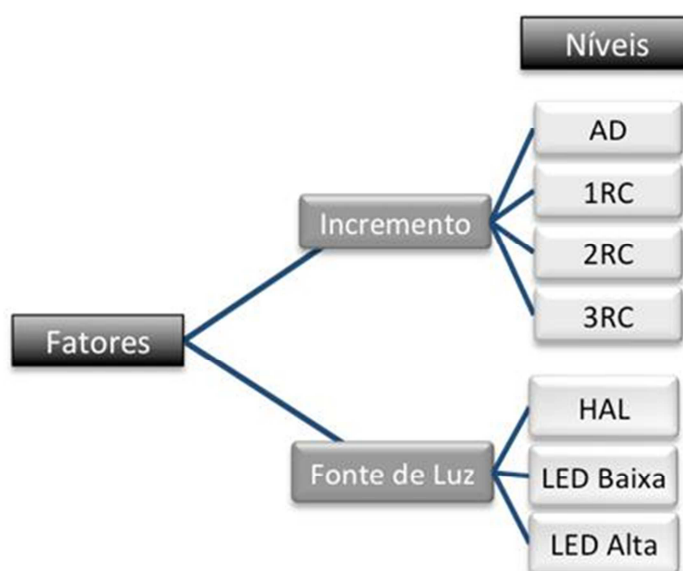 Níveis
AD
1RC
Incremento
2RC
3RC
Fatores
HAL
Fonte de Luz
LED Baixa
LED Alta